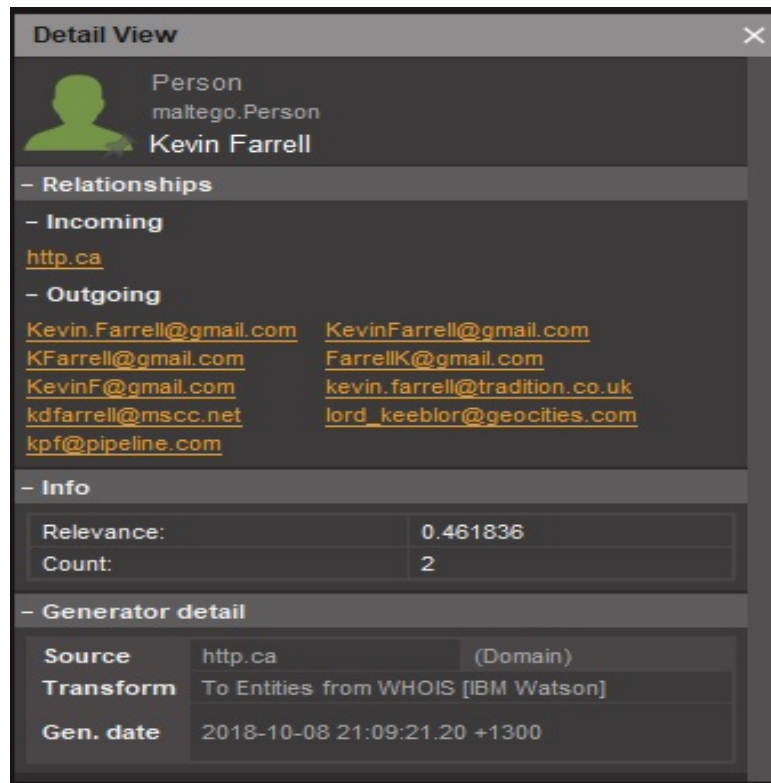 Detail View
Person
maltego.Person
Kevin Farrell
– Relationships
– Incoming
http.ca
– Outgoing
Kevin.Farrell@gmail.com KevinFarrell@gmail.com
KFarrell@gmail.com FarrellK@gmail.com
KevinF@gmail.com kevin.farrell@tradition.co.uk
kdfarrell@mscc.net lord_keeblor@geocities.com
kpf@pipeline.com
– Info
Relevance: 0.461836
Count: 2
– Generator detail
Source http.ca (Domain)
Transform To Entities from WHOIS [IBM Watson]
Gen. date 2018-10-08 21:09:21.20 +1300